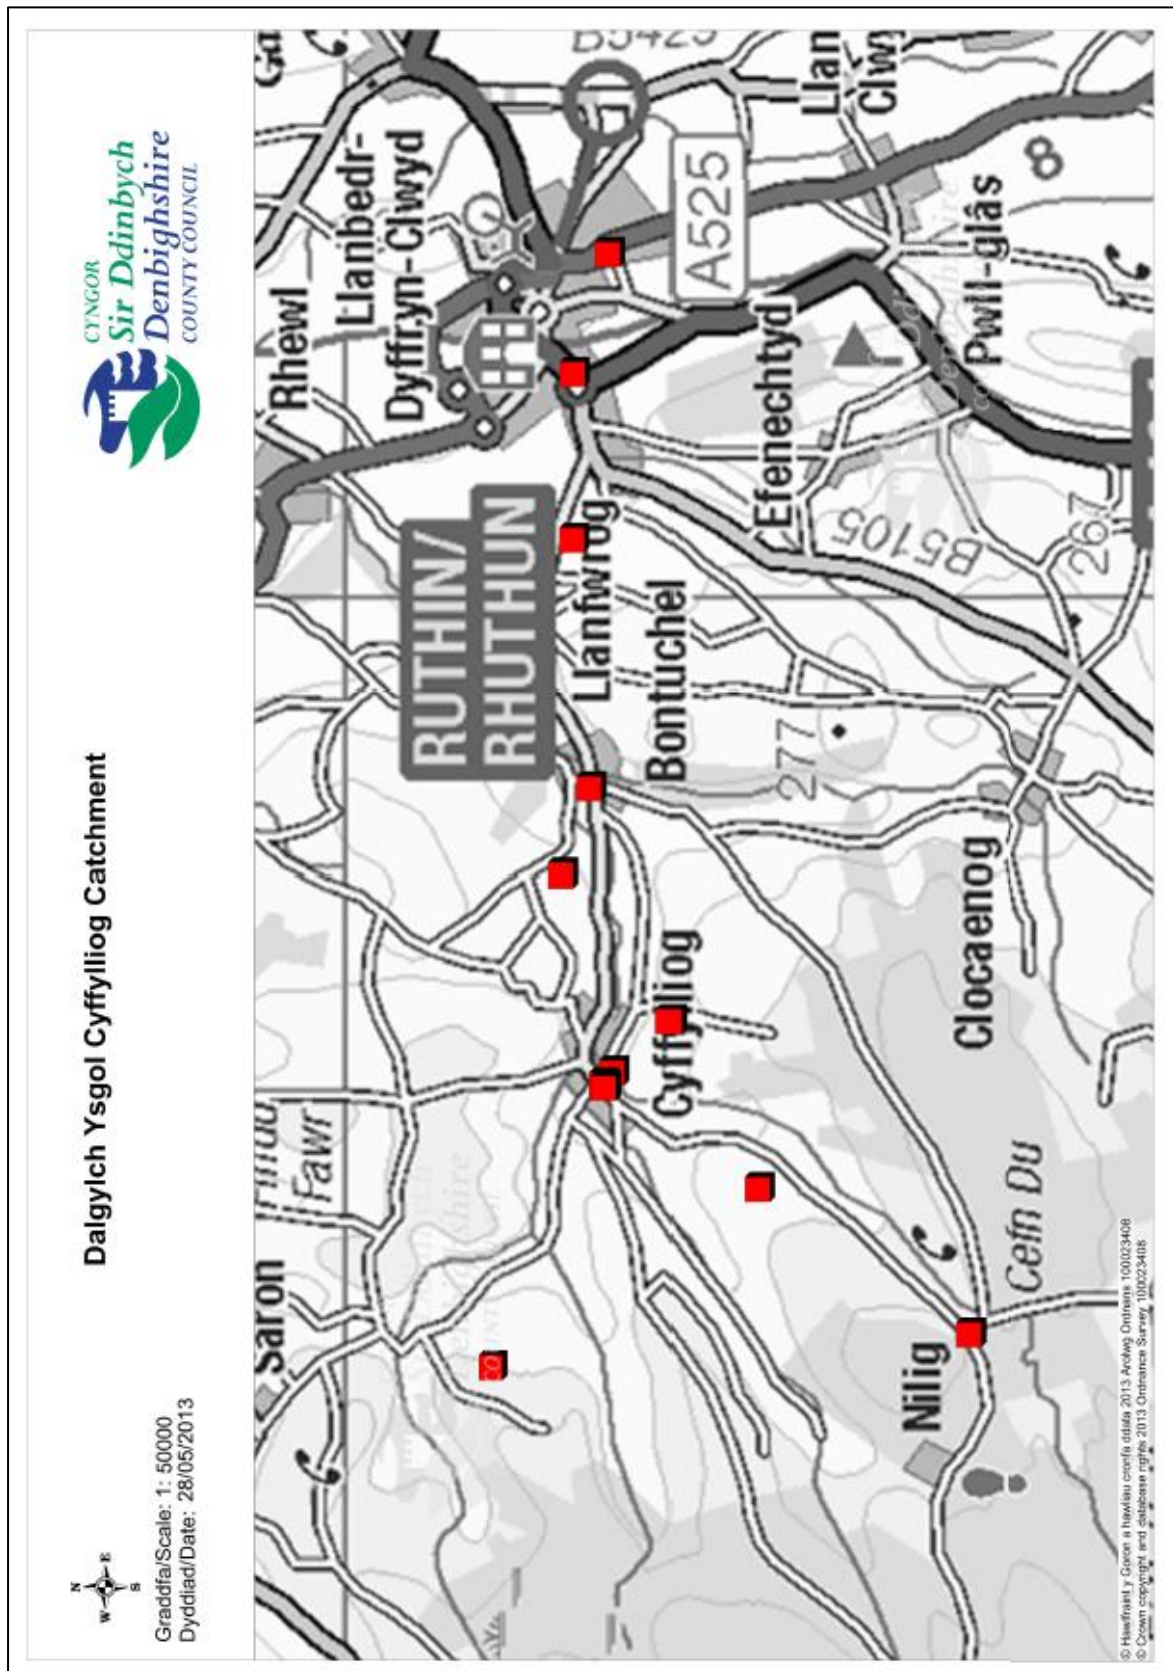 Dalgylch Ysgol Cyffylliog Catchment
Graddfa/Scale: 1: 50000
Dyddiad/Date: 28/05/2013
N
W
E
S
CYNGOR
Sir Ddinbych
Denbighshire
COUNTY COUNCIL
Saron
Fawr
Rhewl
Llanbedr-
Dyffryn-Clwyd
B5429
RUTHIN/
RHUTHUN
Llanfwrog
Bontuchel
Cyffylliog
A525
Llan
Clwy
277
Efenechtyd
B5105
Nilig
Cefn Du
Clocaenog
267
Pwll-glâs
© Hawlfraint y Goron a hawliau cronfa ddata 2013 Arolwg Ordnans 100023408
© Crown copyright and database rights 2013 Ordnance Survey 100023408